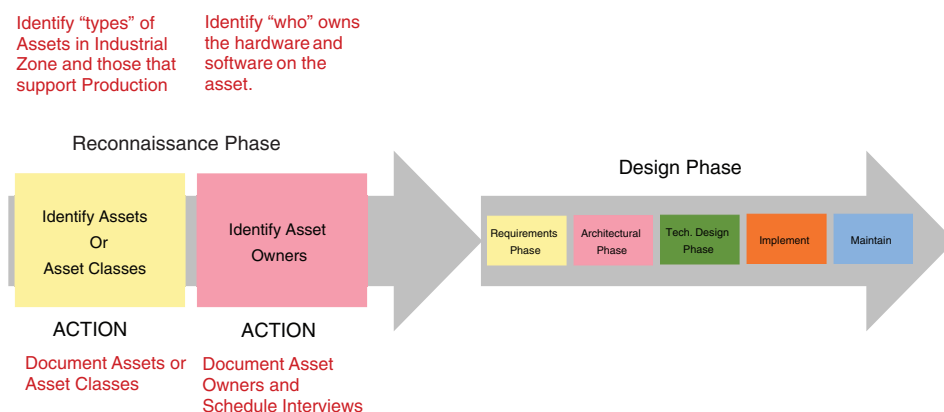 Identify “types” of
Assets in Industrial
Zone and those that
support Production
Identify “who” owns
the hardware and
software on the
asset.
Reconnaissance Phase
Identify Assets
Or
Asset Classes
Identify Asset
Owners
ACTION
Document Assets or
Asset Classes
ACTION
Document Asset
Owners and
Schedule Interviews
Design Phase
Requirements
Phase
Architectural
Phase
Tech. Design
Phase
Implement
Maintain